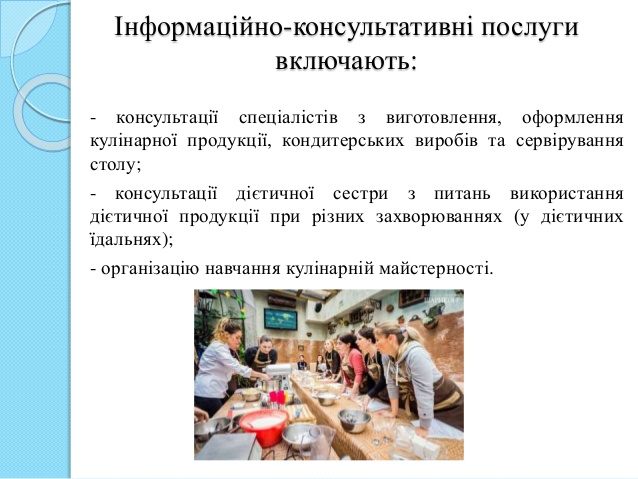 Інформаційно-консультативні послуги
включають:
- консультації спеціалістів з виготовлення, оформлення
кулінарної продукції, кондитерських виробів та сервірування
столу;
- консультації дієтичної сестри з питань використання
дієтичної продукції при різних захворюваннях (у дієтичних
їдальнях);
- організацію навчання кулінарній майстерності.